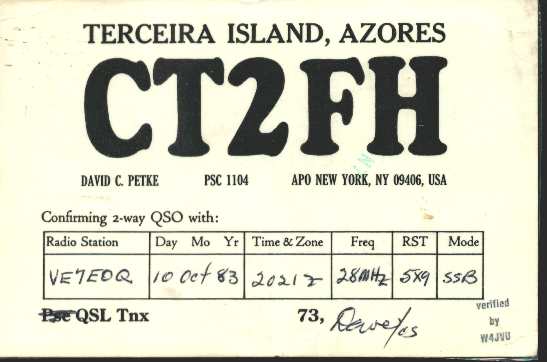 TERCEIRA ISLAND, AZORES
CT2FH
DAVID C. PETKE PSC 1104 APO NEW YORK, NY 09406, USA
Confirming 2-way QSO with:
Radio Station Day Mo Yr Time & Zone Freq RST Mode
VE7EDQ 10 Oct 83 2021z 28MHz 5X9 SSB
Pse QSL Tnx 73,
verified
by
W4JVU